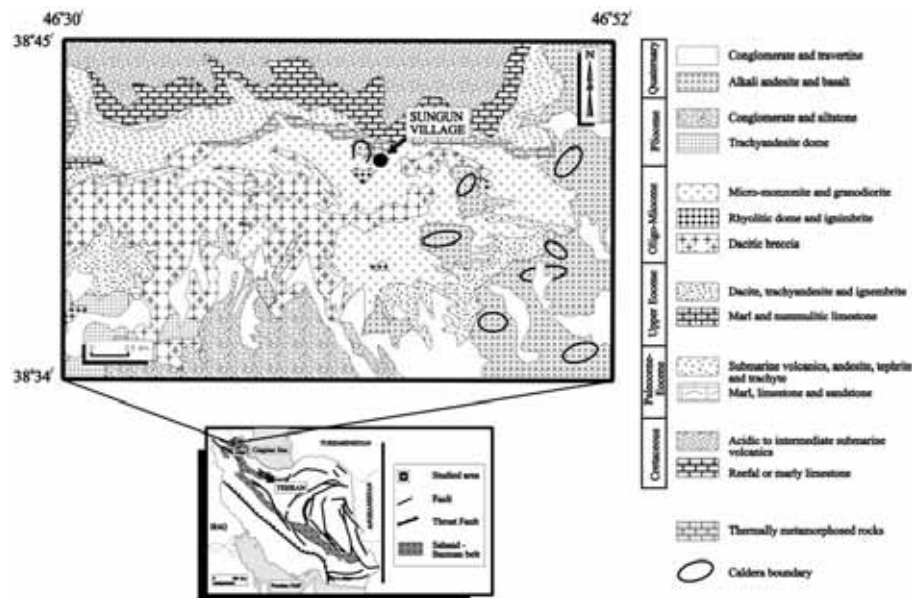 46°30′
46°52′
38°45′
38°34′
N
SUNGUN
VILLAGE
Quaternary
Conglomerate and travertine
Alkali andesite and basalt
Pliocene
Conglomerate and siltstone
Trachyandesite dome
Oligo-Miocene
Micro-monzonite and granodiorite
Rhyolitic dome and ignimbrite
Dacitic breccia
Upper Eocene
Dacite, trachyandesite and ignembrite
Marl and nummulitic limestone
Paleocene-
Eocene
Submarine volcanics, andesite, tephrite
and trachyte
Marl, limestone and sandstone
Cretaceous
Acidic to intermediate submarine
volcanics
Reefal or marly limestone
Thermally metamorphosed rocks
Caldera boundary
Caspian Sea
TURKMENISTAN
TEHRAN
AFGHANISTAN
IRAQ
Persian Gulf
Studied area
Fault
Thrust Fault
Sahand -
Bazman belt